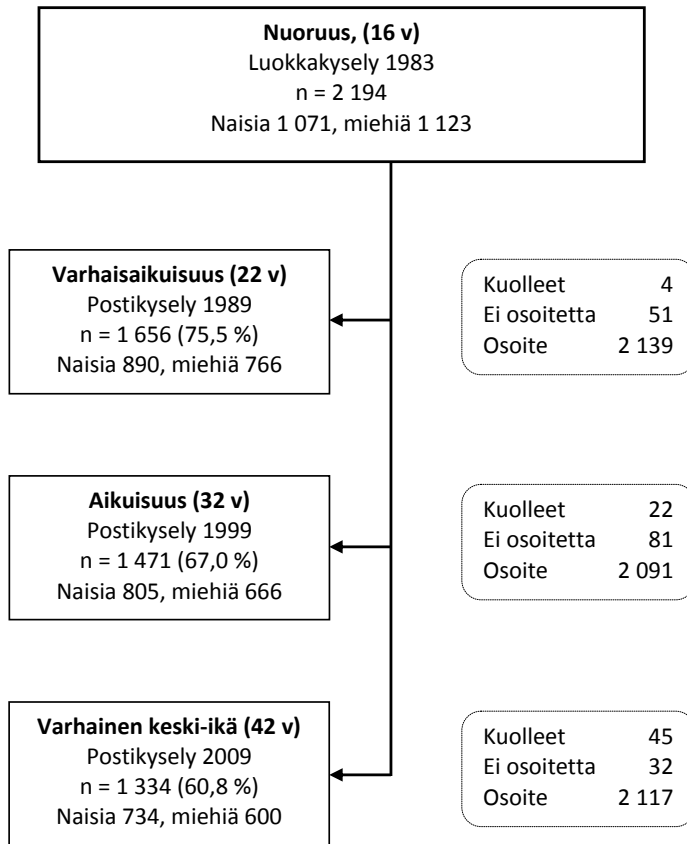 Nuoruus, (16 v)
Luokkakysely 1983
n = 2 194
Naisia 1 071, miehiä 1 123
Varhaisaikuisuus (22 v)
Postikysely 1989
n = 1 656 (75,5 %)
Naisia 890, miehiä 766
Kuolleet 4
Ei osoitetta 51
Osoite 2 139
Aikuisuus (32 v)
Postikysely 1999
n = 1 471 (67,0 %)
Naisia 805, miehiä 666
Kuolleet 22
Ei osoitetta 81
Osoite 2 091
Varhainen keski-ikä (42 v)
Postikysely 2009
n = 1 334 (60,8 %)
Naisia 734, miehiä 600
Kuolleet 45
Ei osoitetta 32
Osoite 2 117